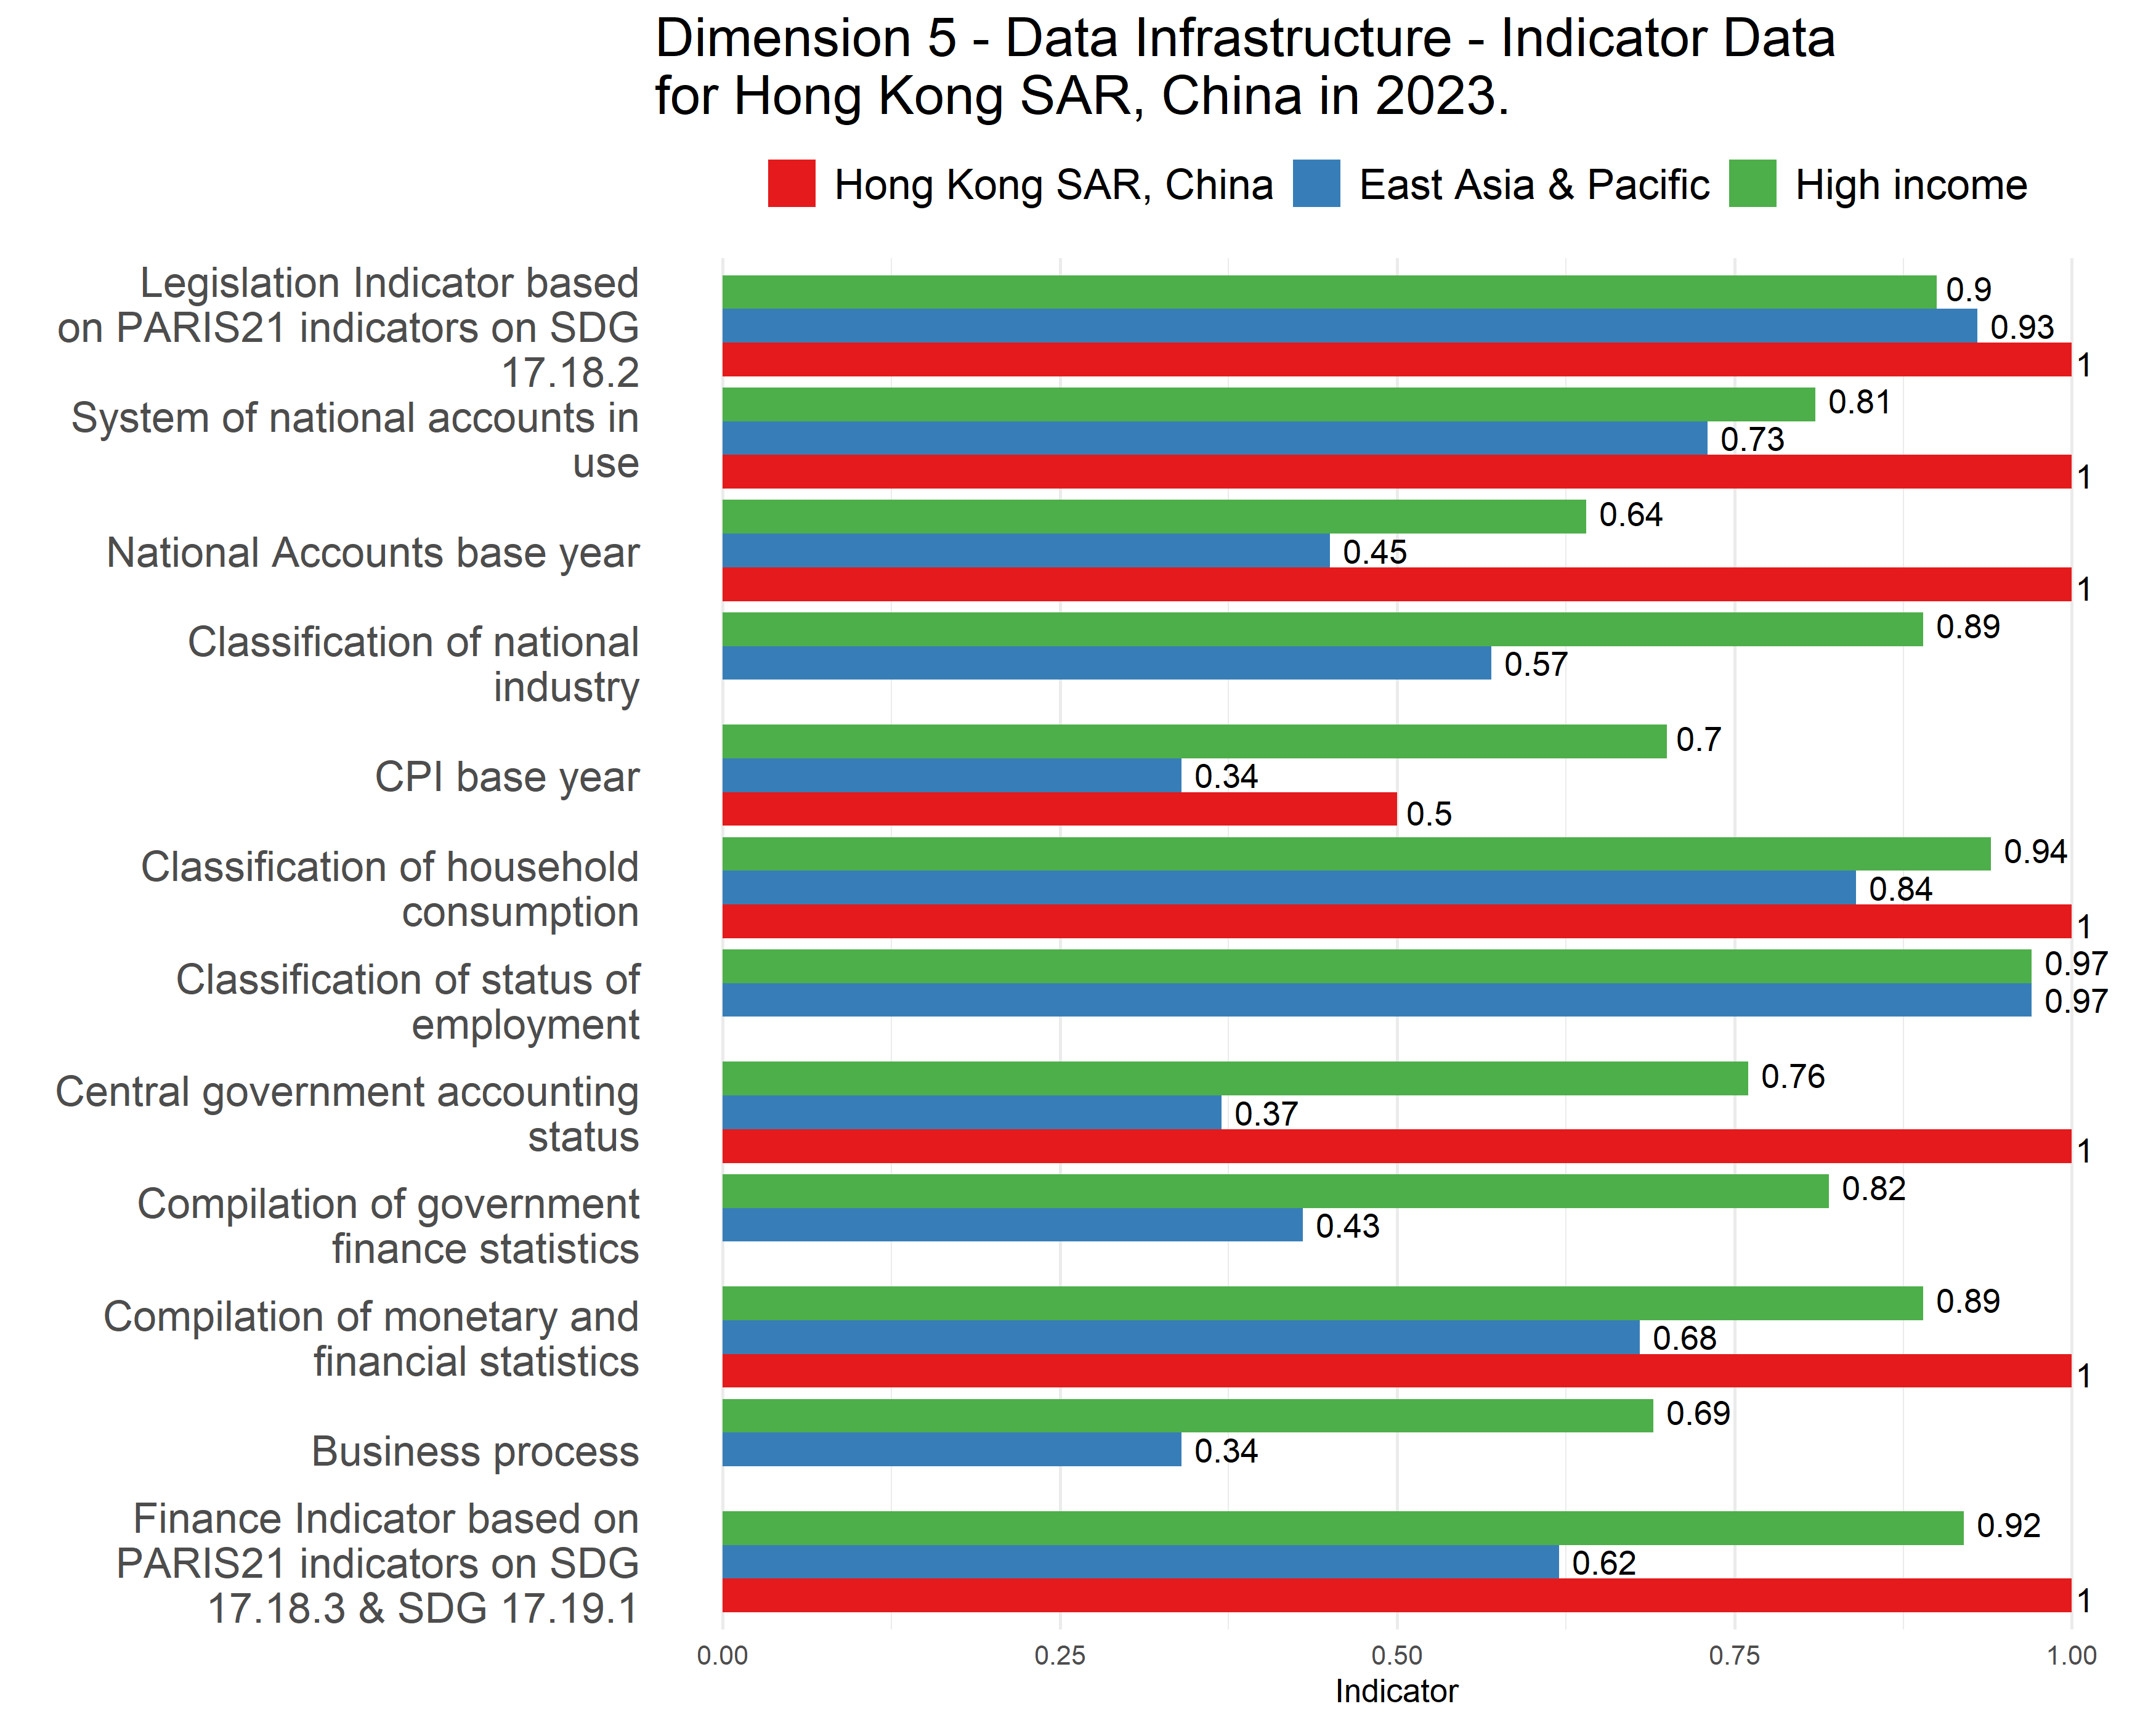 Dimension 5 - Data Infrastructure - Indicator Data
for Hong Kong SAR, China in 2023.
Hong Kong SAR, China East Asia & Pacific High income
Legislation Indicator based
on PARIS21 indicators on SDG
17.18.2
0.9
0.93
1
System of national accounts in
use
0.81
0.73
1
National Accounts base year
0.64
0.45
1
Classification of national
industry
0.89
0.57
CPI base year
0.7
0.34
0.5
Classification of household
consumption
0.94
0.84
1
Classification of status of
employment
0.97
0.97
Central government accounting
status
0.76
0.37
1
Compilation of government
finance statistics
0.82
0.43
Compilation of monetary and
financial statistics
0.89
0.68
1
Business process
0.69
0.34
Finance Indicator based on
PARIS21 indicators on SDG
17.18.3 & SDG 17.19.1
0.92
0.62
1
0.00 0.25 0.50 0.75 1.00
Indicator